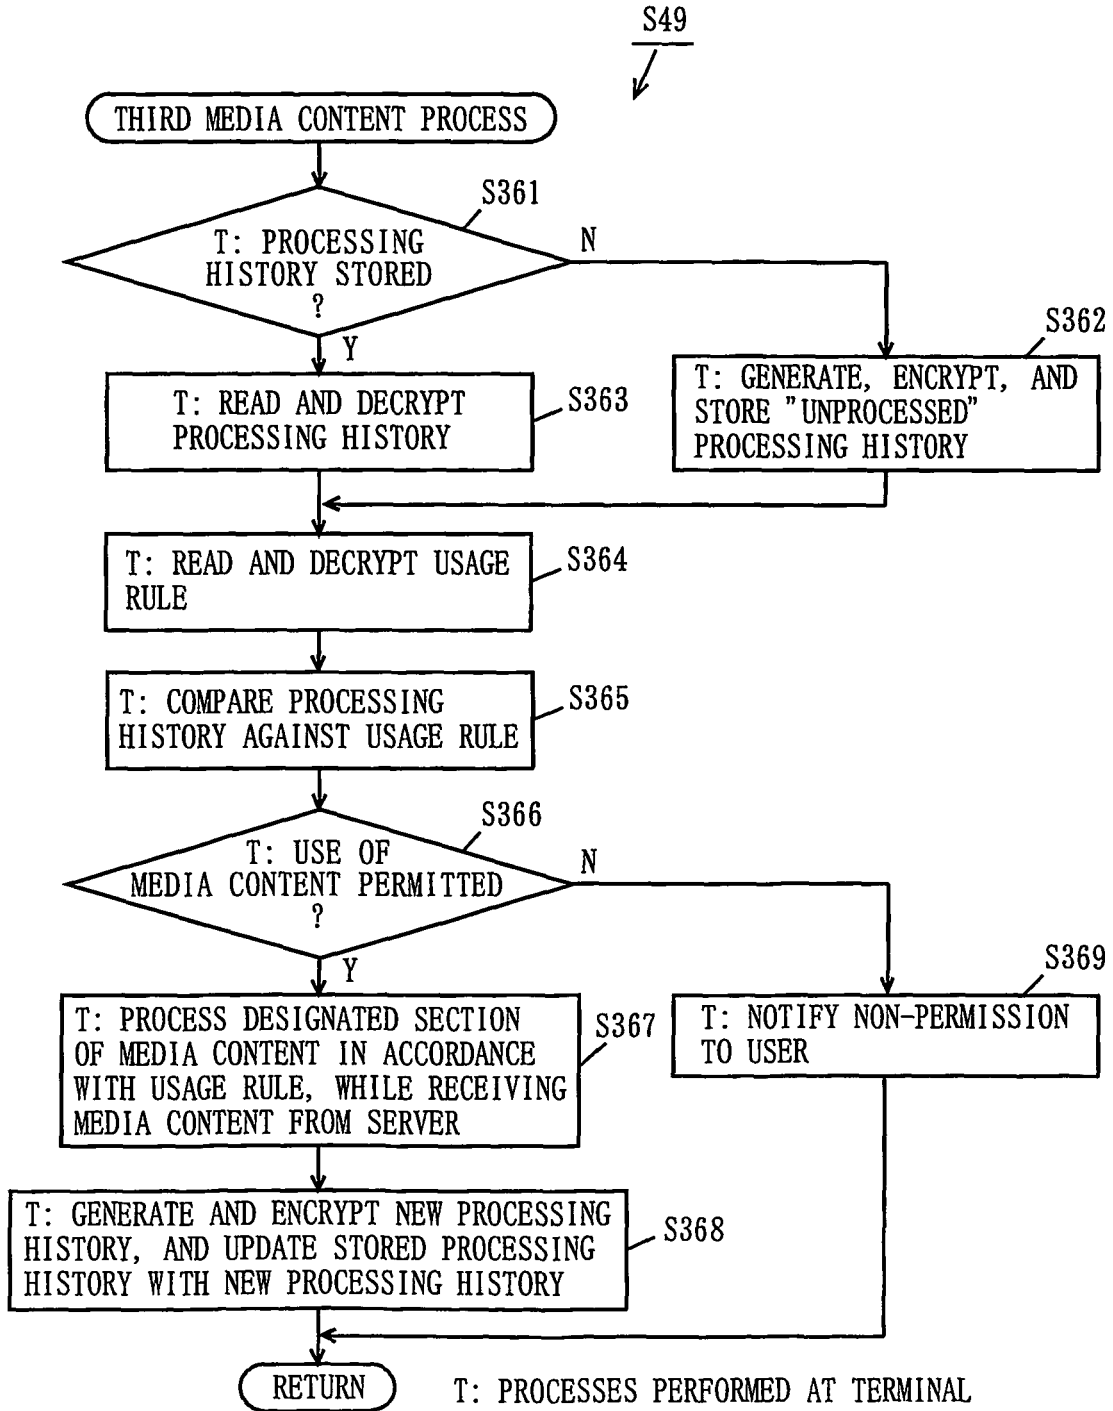 S49
THIRD MEDIA CONTENT PROCESS
S361
T: PROCESSING
HISTORY STORED
?
N
Y
S362
T: GENERATE, ENCRYPT, AND
STORE "UNPROCESSED"
PROCESSING HISTORY
S363
T: READ AND DECRYPT
PROCESSING HISTORY
S364
T: READ AND DECRYPT USAGE
RULE
S365
T: COMPARE PROCESSING
HISTORY AGAINST USAGE RULE
S366
T: USE OF
MEDIA CONTENT PERMITTED
?
N
Y
S367
T: PROCESS DESIGNATED SECTION
OF MEDIA CONTENT IN ACCORDANCE
WITH USAGE RULE, WHILE RECEIVING
MEDIA CONTENT FROM SERVER
S369
T: NOTIFY NON-PERMISSION
TO USER
S368
T: GENERATE AND ENCRYPT NEW PROCESSING
HISTORY, AND UPDATE STORED PROCESSING
HISTORY WITH NEW PROCESSING HISTORY
RETURN
T: PROCESSES PERFORMED AT TERMINAL